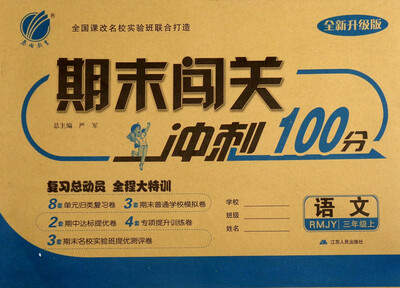 全国课改名校实验班联合打造
全新升级版
春雨教育
期末闯关
总主编 严军
冲刺100分
复习总动员 全程大特训
8套单元归类复习卷 3套期末普通学校模拟卷
2套期中达标提优卷 4套专项提升训练卷
3套期末名校实验班提优测评卷
学校:
班级:
姓名:
语文
RMJY 三年级上
江苏人民出版社